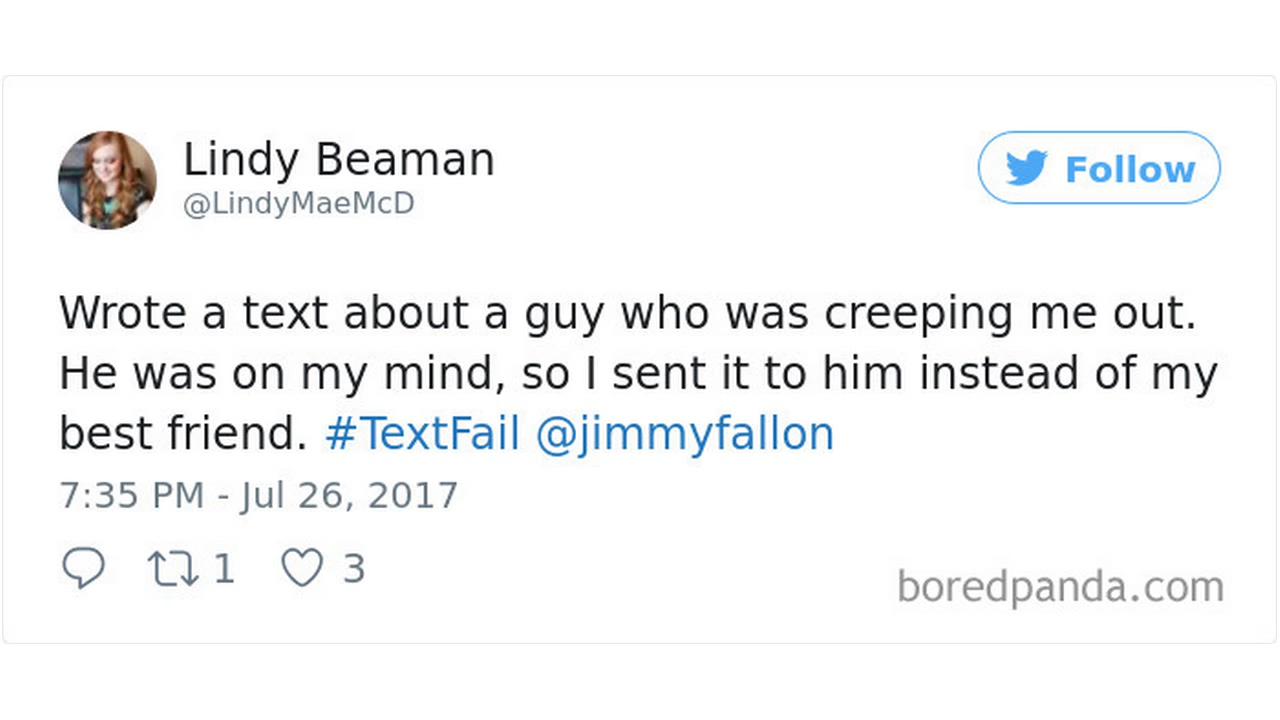 Lindy Beaman
@LindyMaeMcD
Follow
Wrote a text about a guy who was creeping me out.
He was on my mind, so I sent it to him instead of my
best friend. #TextFail @jimmyfallon
7:35 PM - Jul 26, 2017
1 3
boredpanda.com